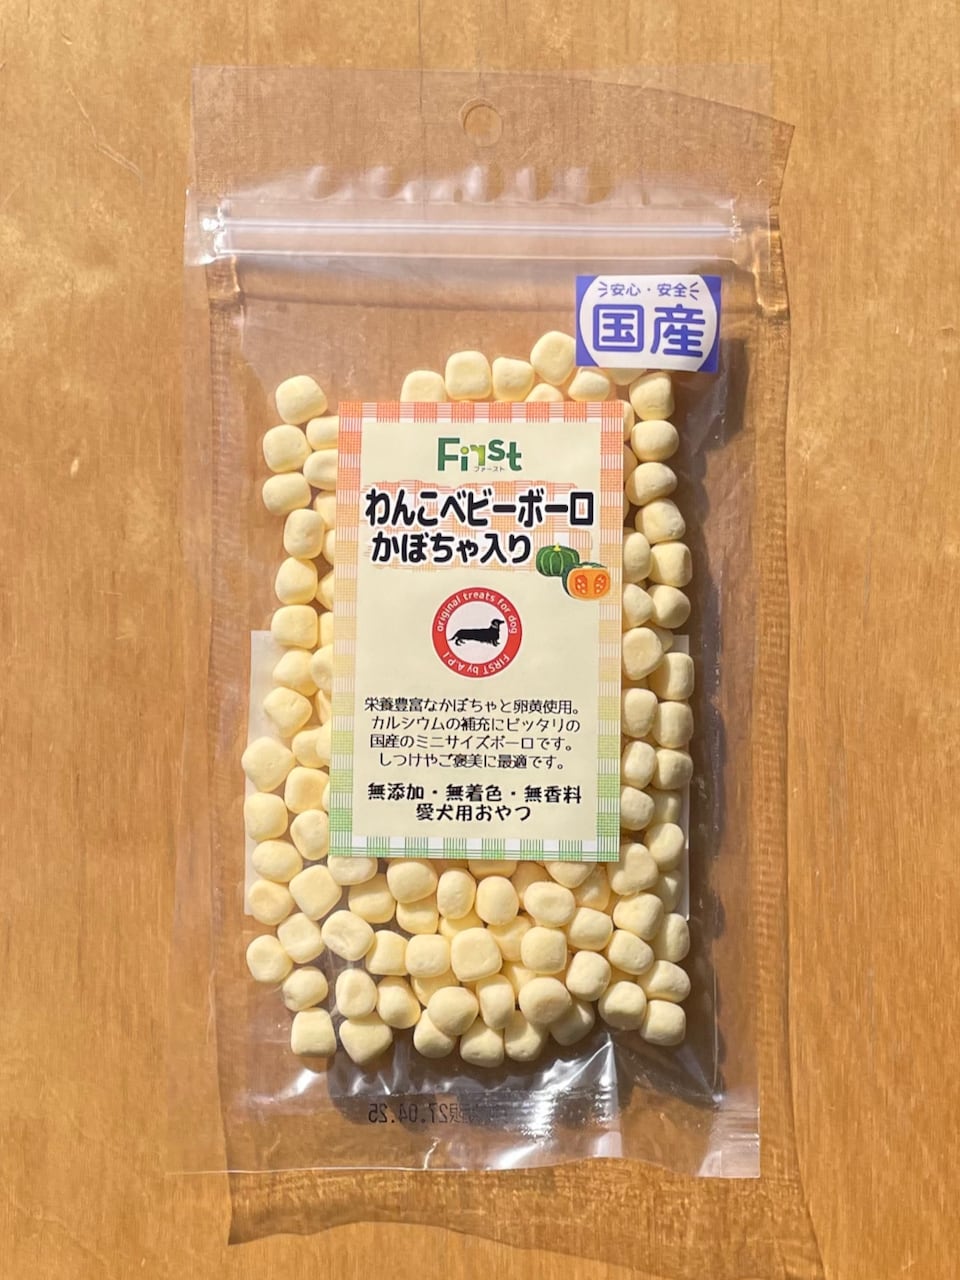 安心・安全
国産
First
ファースト
わんこベビーボーロ
かぼちゃ入り
original treats for dog
FIRST by A.P.I
栄養豊富なかぼちゃと卵黄使用。
カルシウムの補充にピッタリの
国産のミニサイズボーロです。
しつけやご褒美に最適です。
無添加・無着色・無香料
愛犬用おやつ
27.04.25